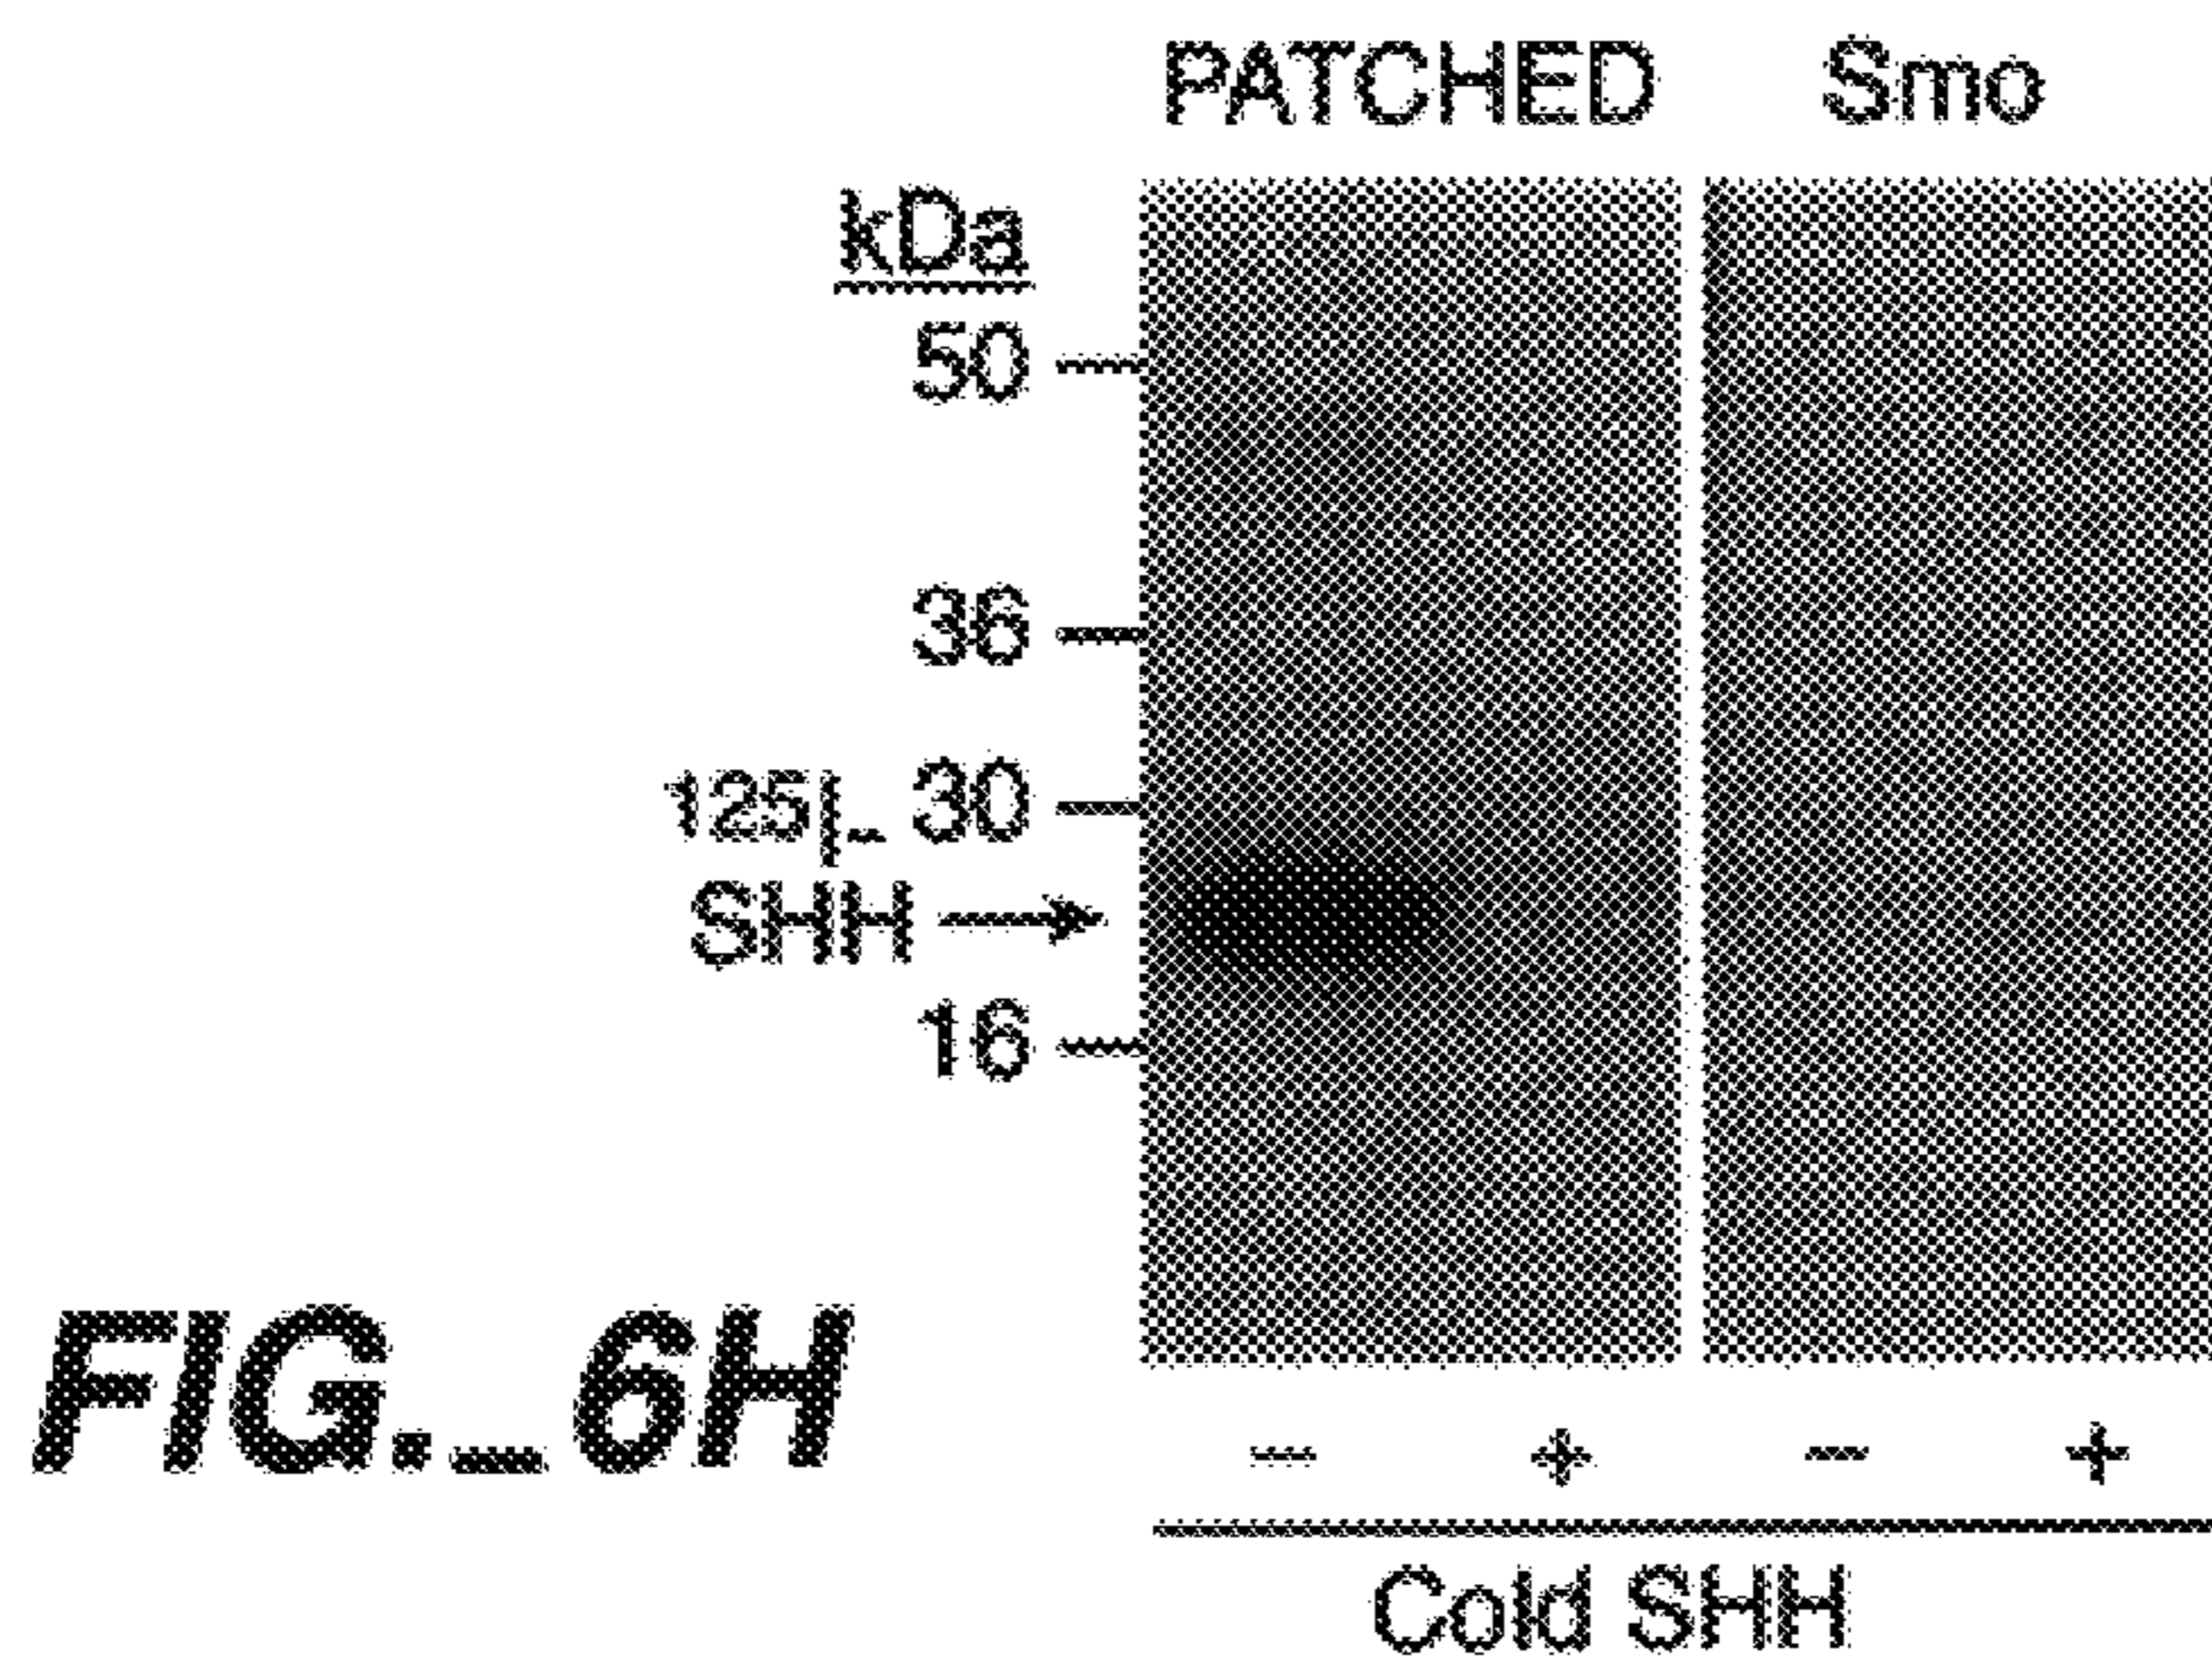 PATCHED Smo
kDa
50
36
125I- 30
SHH →
16
FIG._6H
- + - +
Cold SHH